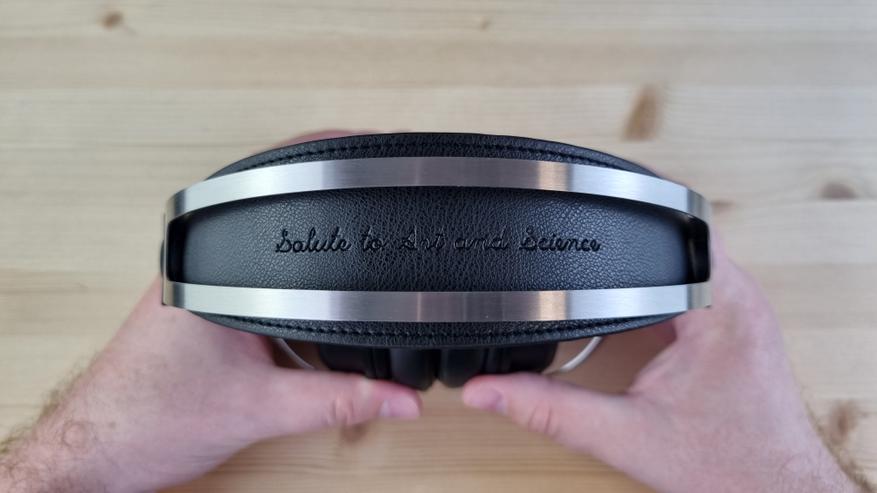 Salute to Art and Science